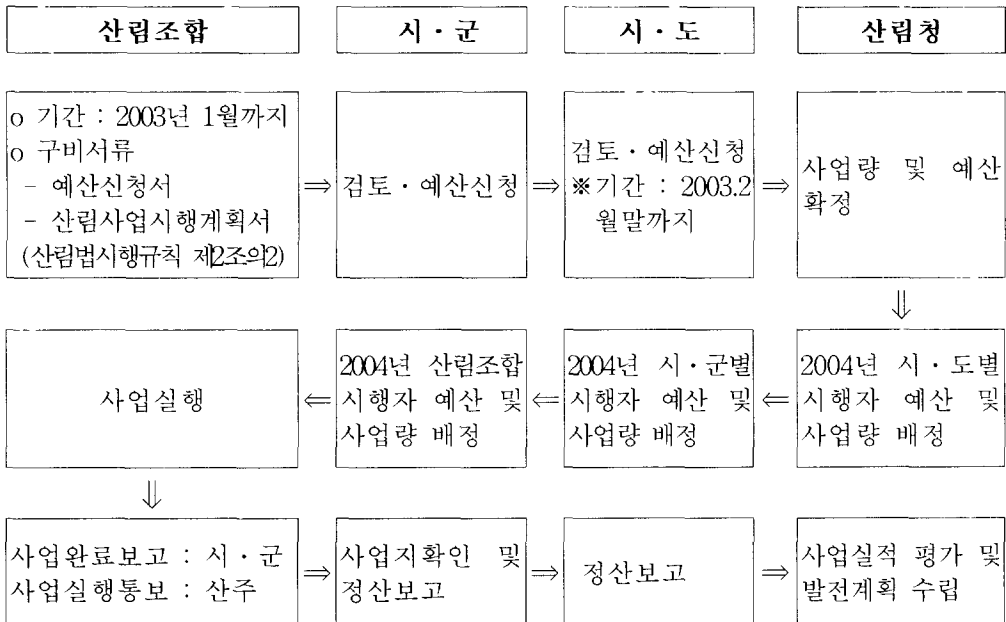 산림조합
시·군
시·도
산림청
o 기간 : 2003년 1월까지
o 구비서류
- 예산신청서
- 산림사업시행계획서
(산림법시행규칙 제2조의2)
⇒
검토·예산신청
⇒
검토·예산신청
※기간 : 2003.2
월말까지
⇒
사업량 및 예산
확정
⇓
2004년 시·도별
시행자 예산 및
사업량 배정
⇐
2004년 시·군별
시행자 예산 및
사업량 배정
⇐
2004년 산림조합
시행자 예산 및
사업량 배정
⇐
사업실행
⇓
사업완료보고 : 시·군
사업실행통보 : 산주
⇒
사업지확인 및
정산보고
⇒
정산보고
⇒
사업실적 평가 및
발전계획 수립